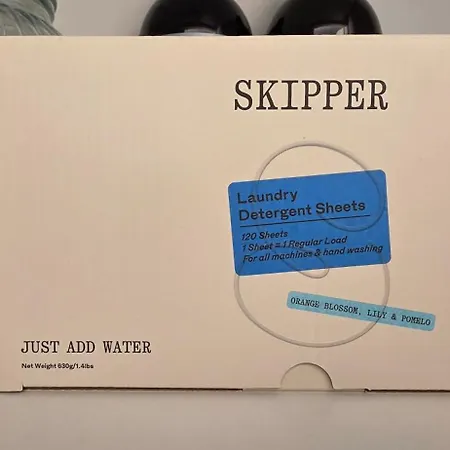 SKIPPER
Laundry
Detergent Sheets
120 Sheets
1 Sheet = 1 Regular Load
For all machines & hand washing
ORANGE BLOSSOM, LILY & POMELO
JUST ADD WATER
Net Weight 630g/1.4lbs